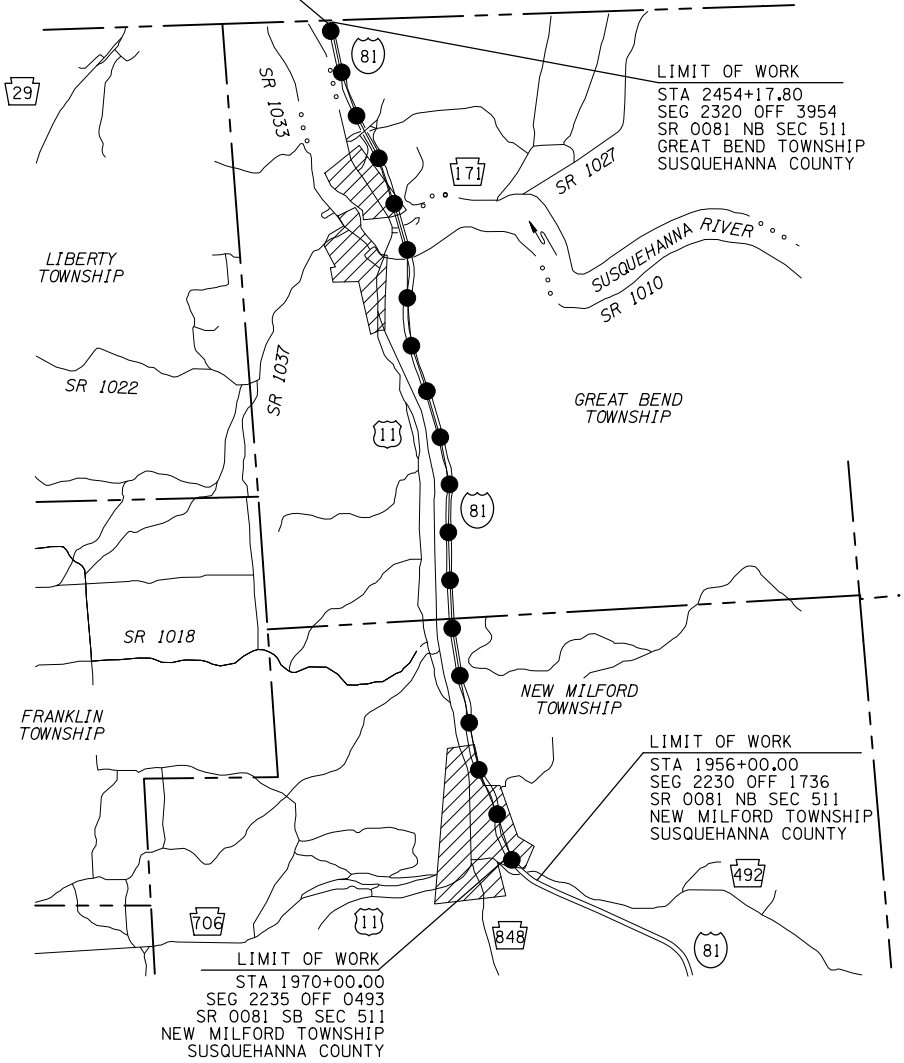 81
29
SR 1033
LIMIT OF WORK
STA 2454+17.80
SEG 2320 OFF 3954
SR 0081 NB SEC 511
GREAT BEND TOWNSHIP
SUSQUEHANNA COUNTY
171
SR 1027
SUSQUEHANNA RIVER
SR 1010
LIBERTY
TOWNSHIP
SR 1022
SR 1037
GREAT BEND
TOWNSHIP
11
81
SR 1018
NEW MILFORD
TOWNSHIP
FRANKLIN
TOWNSHIP
LIMIT OF WORK
STA 1956+00.00
SEG 2230 OFF 1736
SR 0081 NB SEC 511
NEW MILFORD TOWNSHIP
SUSQUEHANNA COUNTY
492
706
11
848
81
LIMIT OF WORK
STA 1970+00.00
SEG 2235 OFF 0493
SR 0081 SB SEC 511
NEW MILFORD TOWNSHIP
SUSQUEHANNA COUNTY